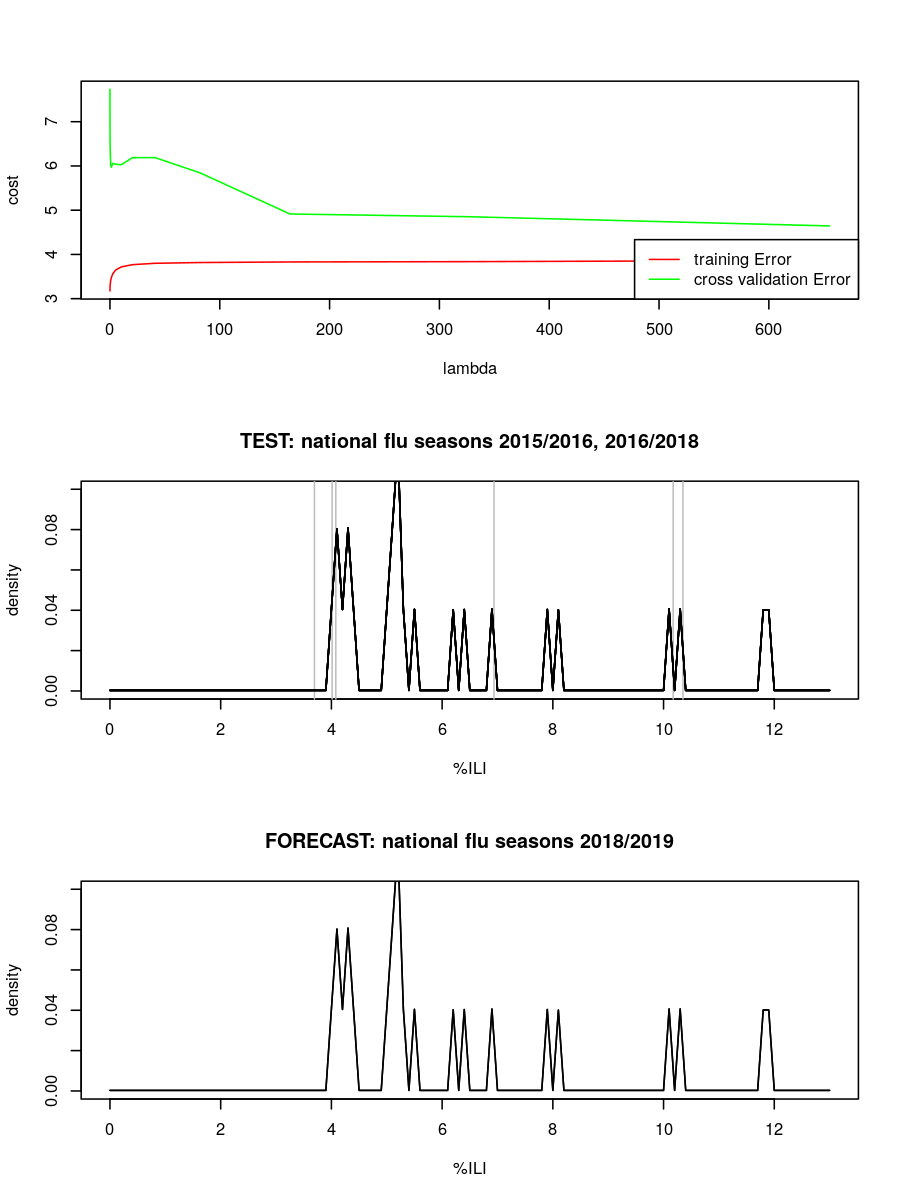 7
6
5
4
3
cost
0 100 200 300 400 500 600
lambda
training Error
cross validation Error
TEST: national flu seasons 2015/2016, 2016/2018
0.08
0.04
0.00
density
0 2 4 6 8 10 12
%ILI
FORECAST: national flu seasons 2018/2019
0.08
0.04
0.00
density
0 2 4 6 8 10 12
%ILI